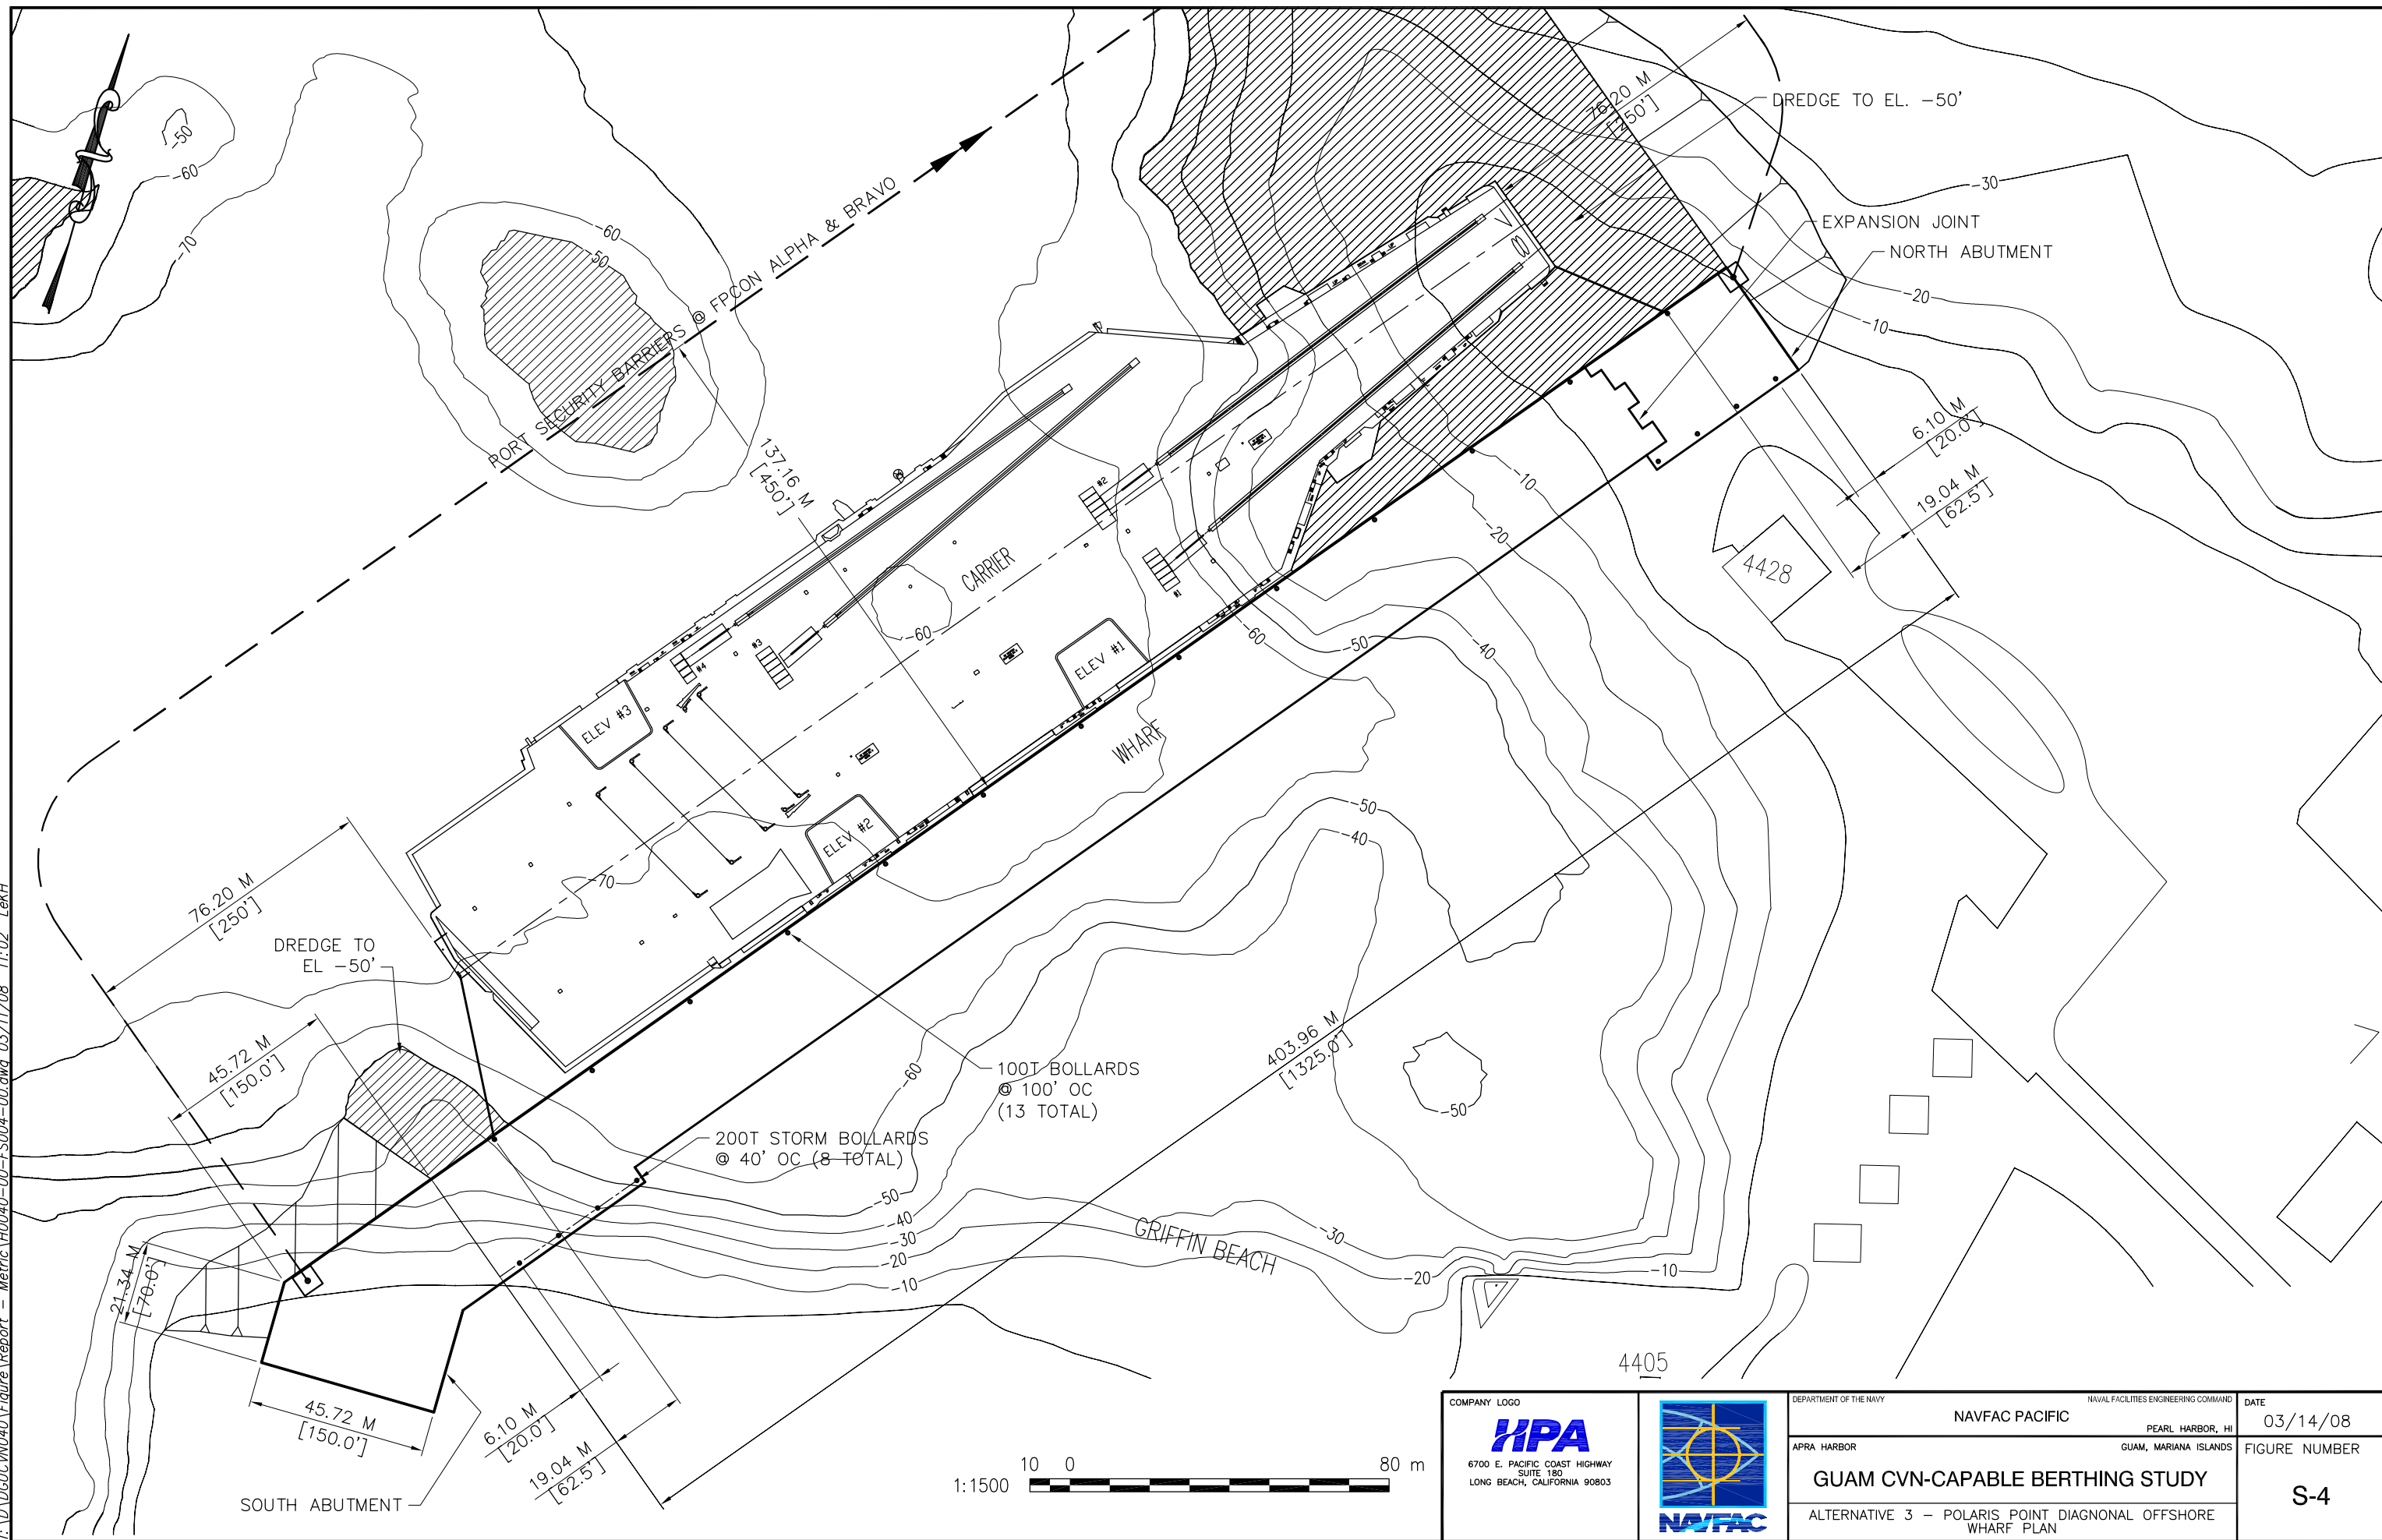 -50
-60
-70
-60
50
PORT SECURITY BARRIERS @ FPCON ALPHA & BRAVO
137.16 M
[450']
76.20 M
[250']
DREDGE TO EL. -50'
EXPANSION JOINT
NORTH ABUTMENT
-30
-20
-10
6.10 M
[20.0']
19.04 M
[62.5']
4428
CARRIER
#2
#1
#3
#4
ELEV #1
ELEV #2
ELEV #3
-60
-70
-10
-20
-40
-50
-60
WHARF
-50
-40
76.20 M
[250']
DREDGE TO
EL -50'
45.72 M
[150.0']
403.96 M
[1325.0']
100T BOLLARDS
@ 100' OC
(13 TOTAL)
200T STORM BOLLARDS
@ 40' OC (8 TOTAL)
-60
-50
-40
-30
-20
-10
-50
GRIFFIN BEACH
-30
-20
-10
21.34 M
[70.0']
45.72 M
[150.0']
6.10 M
[20.0']
19.04 M
[62.5']
SOUTH ABUTMENT
4405
1:1500
10 0 80 m
COMPANY LOGO
HPA
6700 E. PACIFIC COAST HIGHWAY
SUITE 180
LONG BEACH, CALIFORNIA 90803
NAVFAC
DEPARTMENT OF THE NAVY
NAVAL FACILITIES ENGINEERING COMMAND
NAVFAC PACIFIC
PEARL HARBOR, HI
DATE
03/14/08
APRA HARBOR
GUAM, MARIANA ISLANDS
GUAM CVN-CAPABLE BERTHING STUDY
ALTERNATIVE 3 - POLARIS POINT DIAGNONAL OFFSHORE
WHARF PLAN
FIGURE NUMBER
S-4